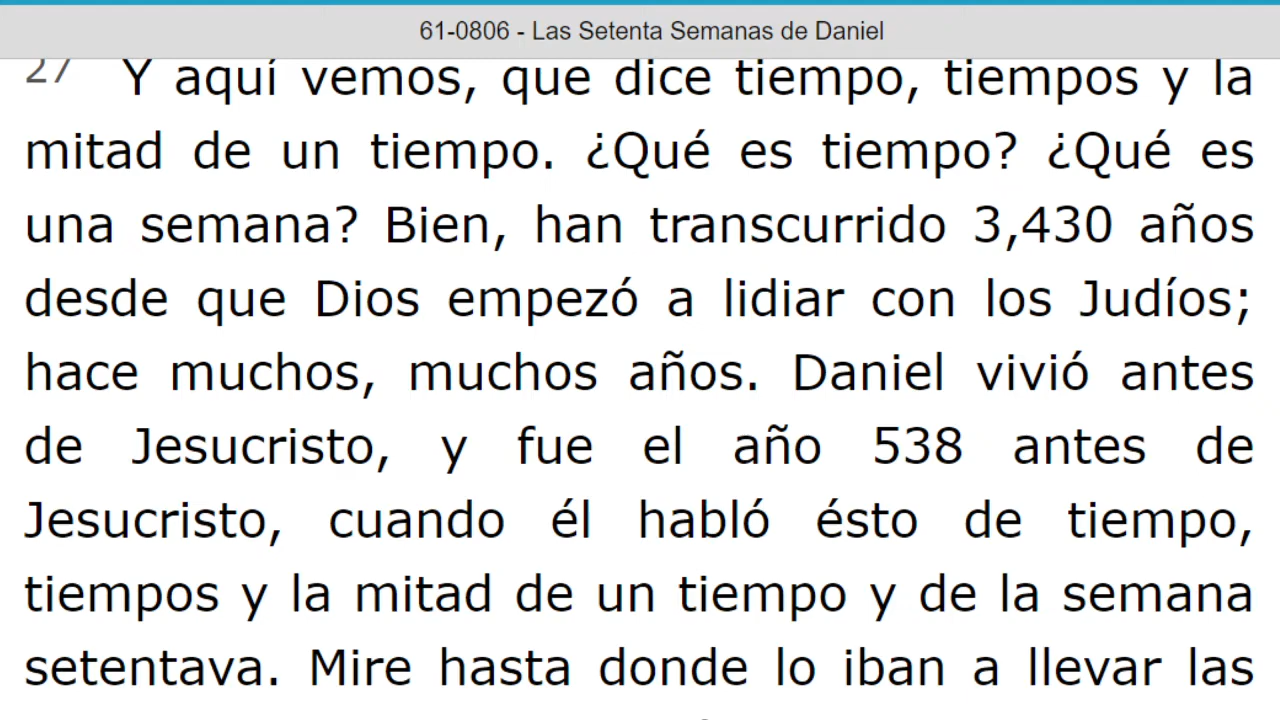 61-0806 - Las Setenta Semanas de Daniel
27 Y aquí vemos, que dice tiempo, tiempos y la
mitad de un tiempo. ¿Qué es tiempo? ¿Qué es
una semana? Bien, han transcurrido 3,430 años
desde que Dios empezó a lidiar con los Judíos;
hace muchos, muchos años. Daniel vivió antes
de Jesucristo, y fue el año 538 antes de
Jesucristo, cuando él habló ésto de tiempo,
tiempos y la mitad de un tiempo y de la semana
setentava. Mire hasta donde lo iban a llevar las